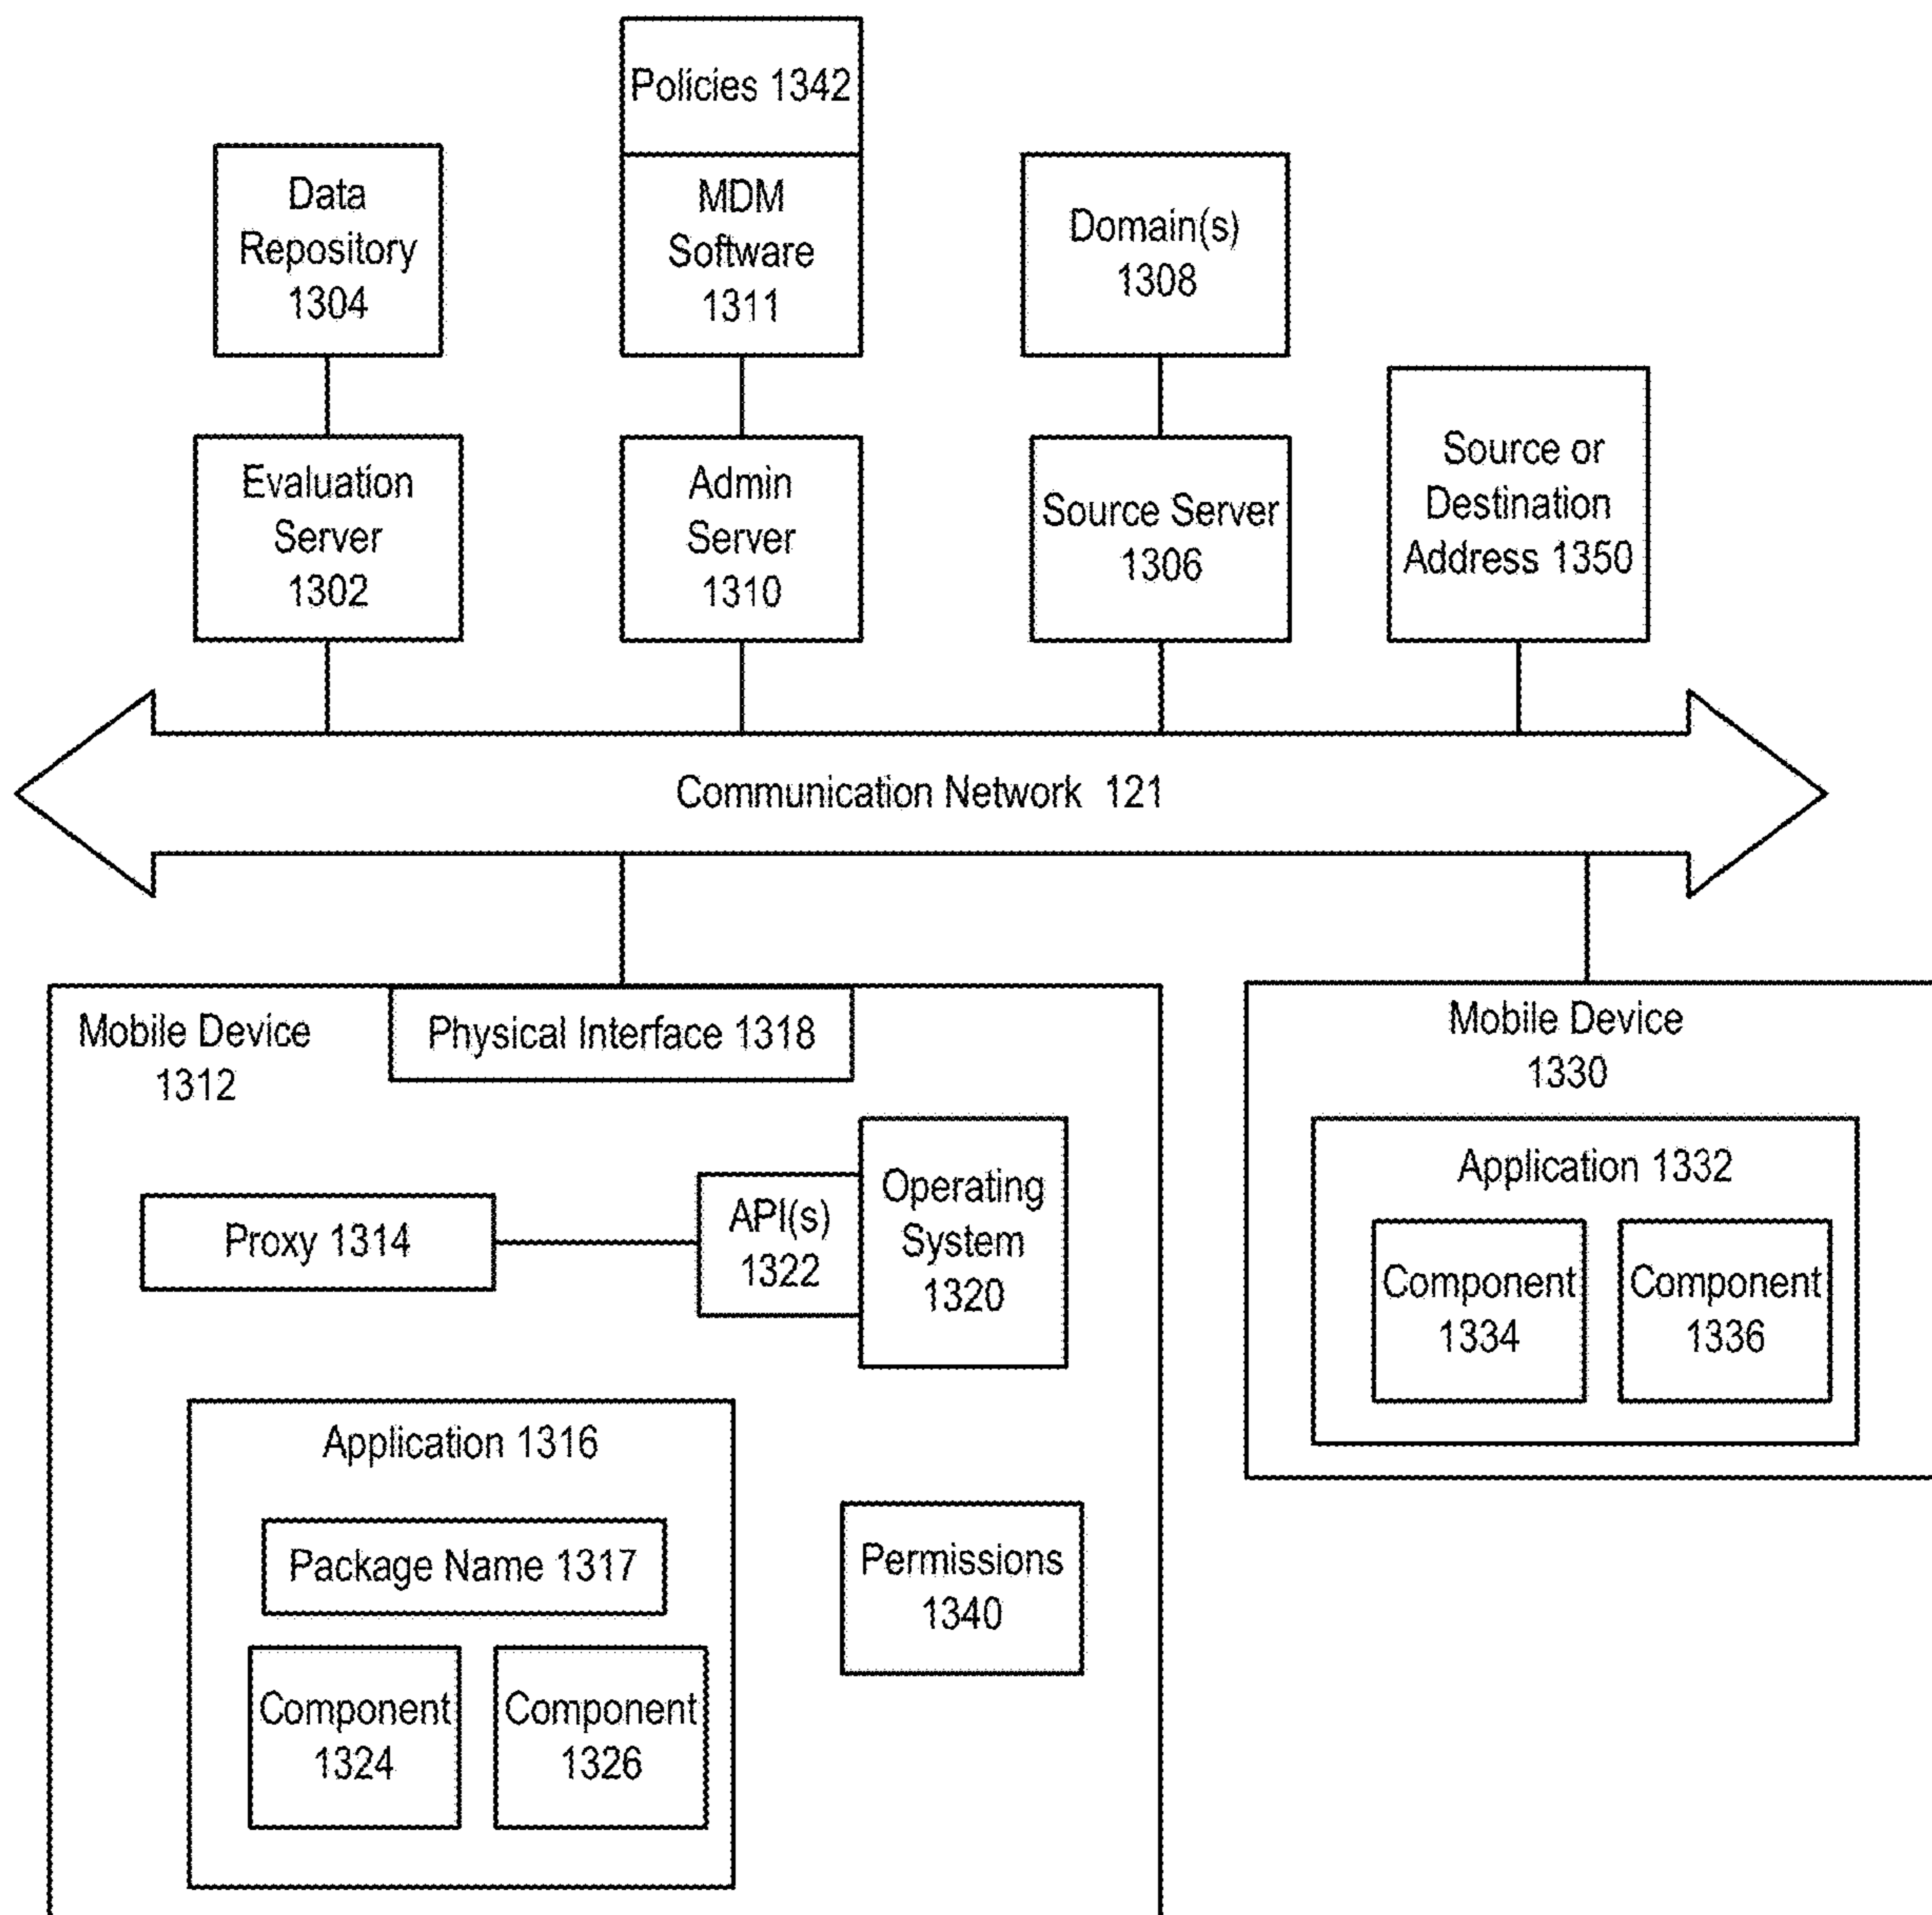 Policies 1342
Data
Repository
1304
MDM
Software
1311
Domain(s)
1308
Evaluation
Server
1302
Admin
Server
1310
Source Server
1306
Source or
Destination
Address 1350
Communication Network 121
Mobile Device
1312
Physical Interface 1318
Proxy 1314
API(s)
1322
Operating
System
1320
Application 1316
Package Name 1317
Component
1324
Component
1326
Permissions
1340
Mobile Device
1330
Application 1332
Component
1334
Component
1336